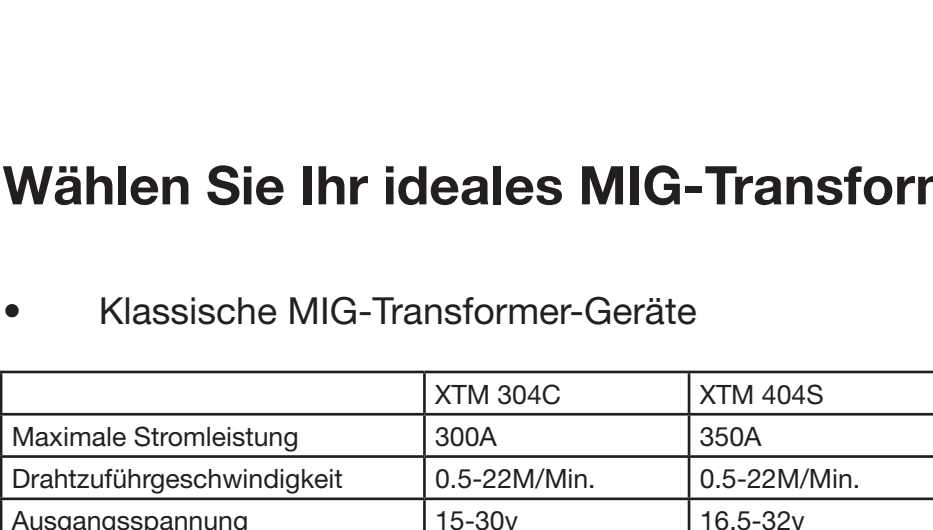 Wählen Sie Ihr ideales MIG-Transfor
• Klassische MIG-Transformer-Geräte
XTM 304C XTM 404S
Maximale Stromleistung 300A 350A
Drahtzuführgeschwindigkeit 0.5-22M/Min. 0.5-22M/Min.
Ausgangsspannung 15-30v 16.5-32v